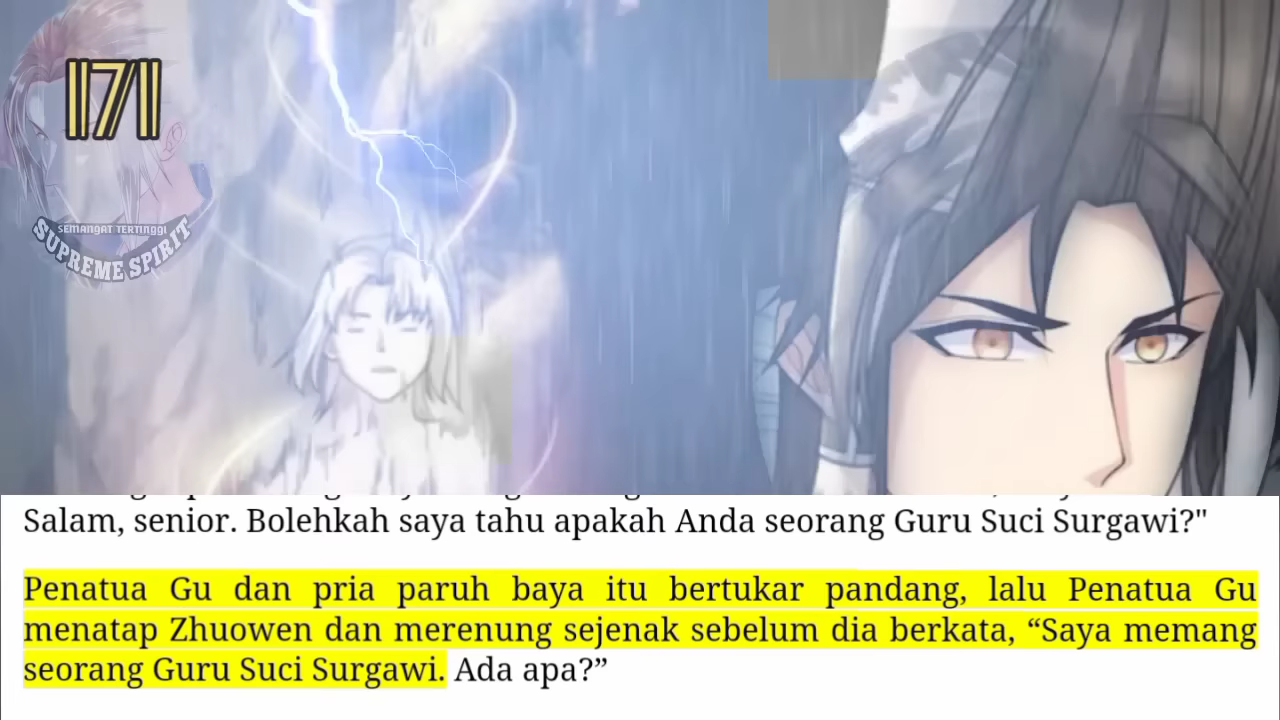 171
SEMANGAT TERTINGGI
SUPREME SPIRIT
Salam, senior. Bolehkah saya tahu apakah Anda seorang Guru Suci Surgawi?"
Penatua Gu dan pria paruh baya itu bertukar pandang, lalu Penatua Gu
menatap Zhuowen dan merenung sejenak sebelum dia berkata, “Saya memang
seorang Guru Suci Surgawi. Ada apa?”